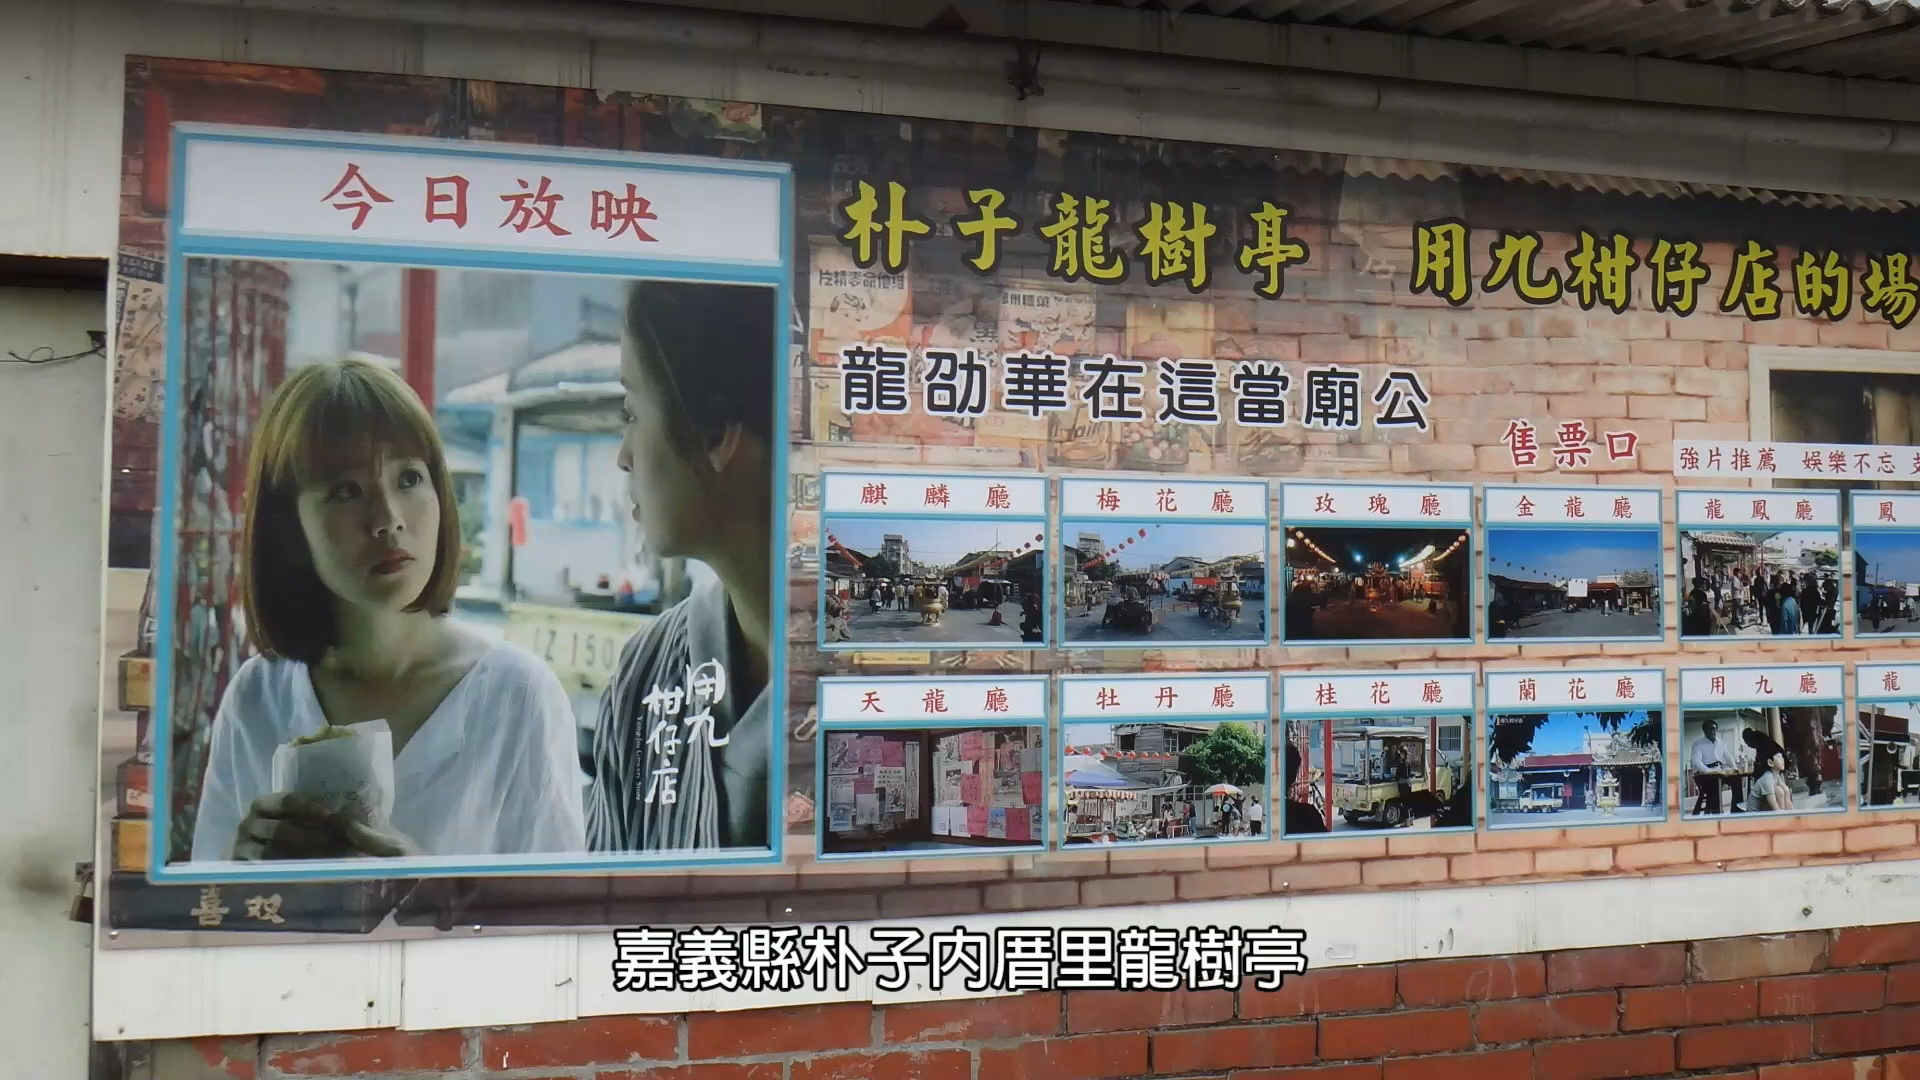 今日放映
朴子龍樹亭 用九柑仔店的場
龍劭華在這當廟公
售票口
強片推薦 娛樂不忘
麒麟廳 梅花廳 玫瑰廳 金龍廳 龍鳳廳 鳳
天龍廳 牡丹廳 桂花廳 蘭花廳 用九廳 龍
用九
柑仔店
喜双
嘉義縣朴子內厝里龍樹亭